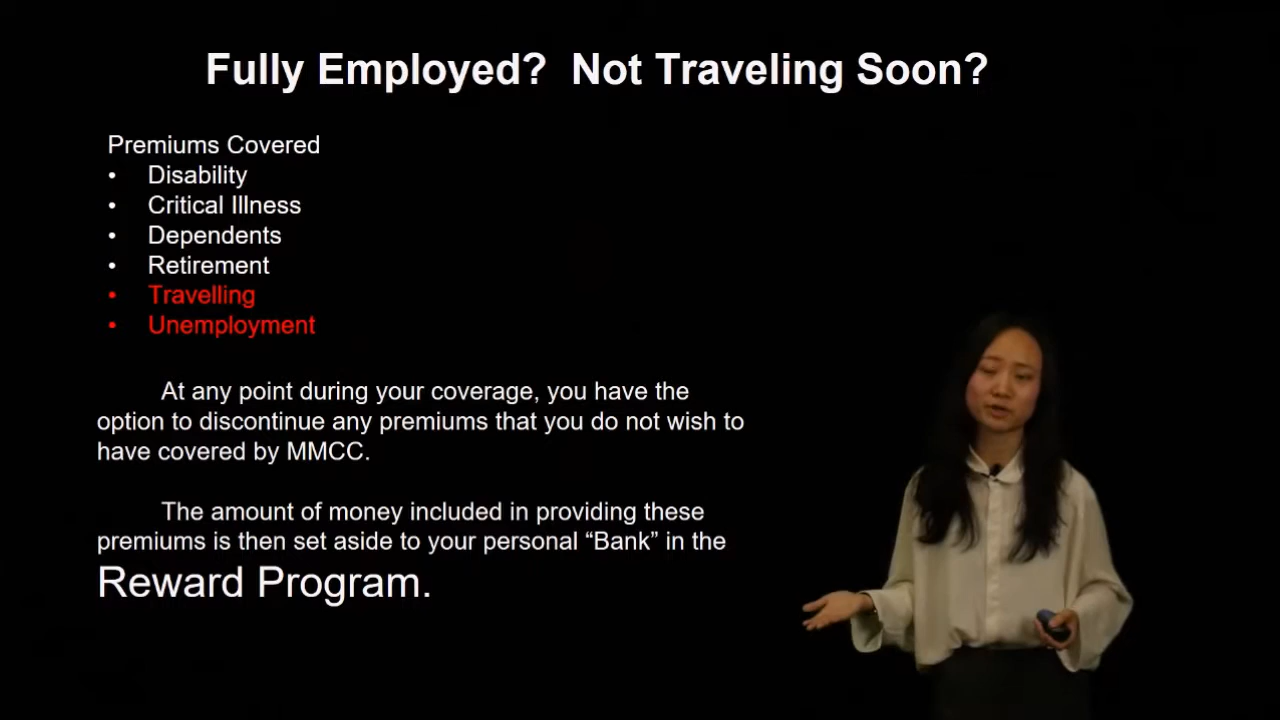 Fully Employed?  Not Traveling Soon?
Premiums Covered
• Disability
• Critical Illness
• Dependents
• Retirement
• Travelling
• Unemployment
At any point during your coverage, you have the
option to discontinue any premiums that you do not wish to
have covered by MMCC.
The amount of money included in providing these
premiums is then set aside to your personal “Bank” in the
Reward Program.